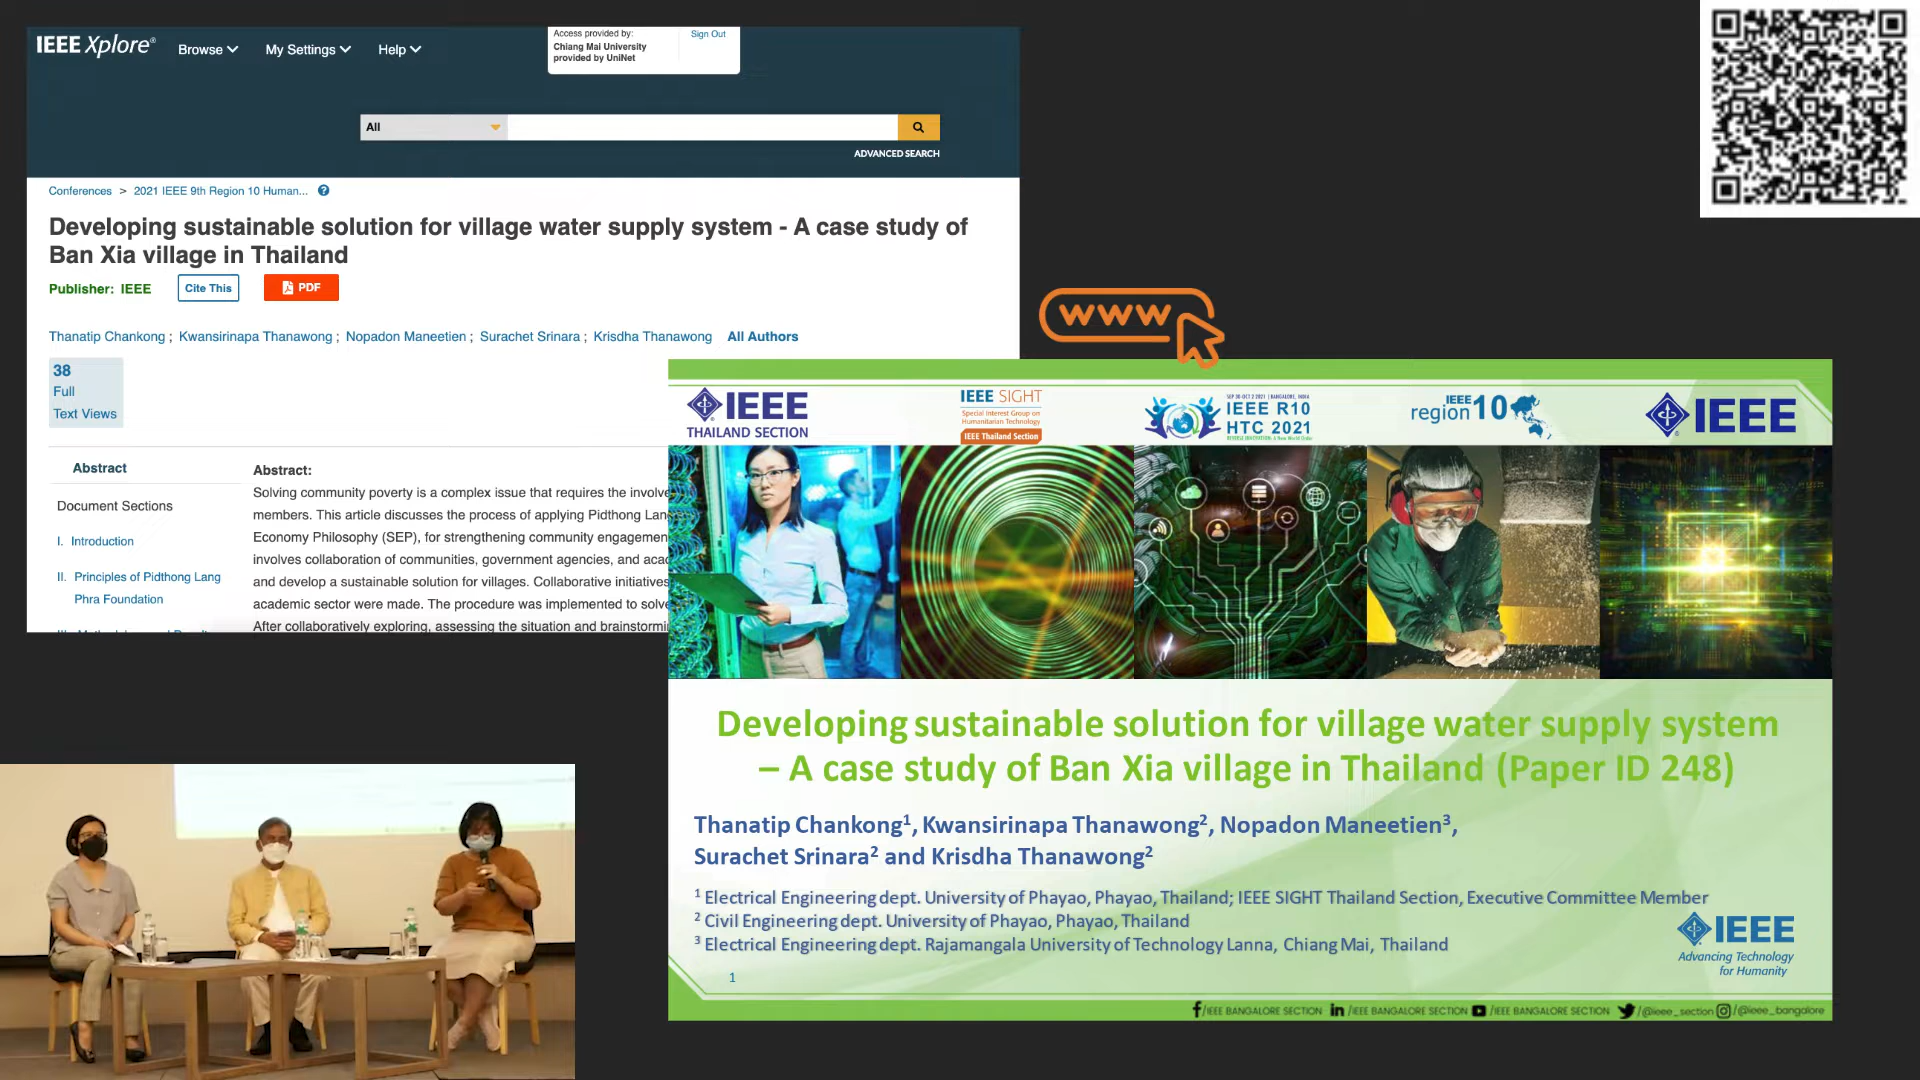 IEEE Xplore®
Browse
My Settings
Help
Access provided by:
Chiang Mai University
provided by UniNet
Sign Out
All
ADVANCED SEARCH
Conferences > 2021 IEEE 9th Region 10 Human...
Developing sustainable solution for village water supply system - A case study of
Ban Xia village in Thailand
Publisher: IEEE
Cite This
PDF
Thanatip Chankong ; Kwansirinapa Thanawong ; Nopadon Maneetien ; Surachet Srinara ; Krisdha Thanawong All Authors
38
Full
Text Views
Abstract
Document Sections
I. Introduction
II. Principles of Pidthong Lang
Phra Foundation
Abstract:
Solving community poverty is a complex issue that requires the involve
members. This article discusses the process of applying Pidthong Lan
Economy Philosophy (SEP), for strengthening community engagemen
involves collaboration of communities, government agencies, and acad
and develop a sustainable solution for villages. Collaborative initiatives
academic sector were made. The procedure was implemented to solve
After collaboratively exploring, assessing the situation and brainstormi
www
IEEE
THAILAND SECTION
IEEE SIGHT
Special Interest Group on
Humanitarian Technology
IEEE Thailand Section
SEP 30-OCT 2 2021 | BANGALORE, INDIA
IEEE R10
HTC 2021
IEEE
region 10
IEEE
Developing sustainable solution for village water supply system
– A case study of Ban Xia village in Thailand (Paper ID 248)
Thanatip Chankong1, Kwansirinapa Thanawong2, Nopadon Maneetien3,
Surachet Srinara2 and Krisdha Thanawong2
1 Electrical Engineering dept. University of Phayao, Phayao, Thailand; IEEE SIGHT Thailand Section, Executive Committee Member
2 Civil Engineering dept. University of Phayao, Phayao, Thailand
3 Electrical Engineering dept. Rajamangala University of Technology Lanna, Chiang Mai, Thailand
IEEE
Advancing Technology
for Humanity
1
/IEEE BANGALORE SECTION /IEEE BANGALORE SECTION /IEEE BANGALORE SECTION /@ieee_section /@ieee_bangalore